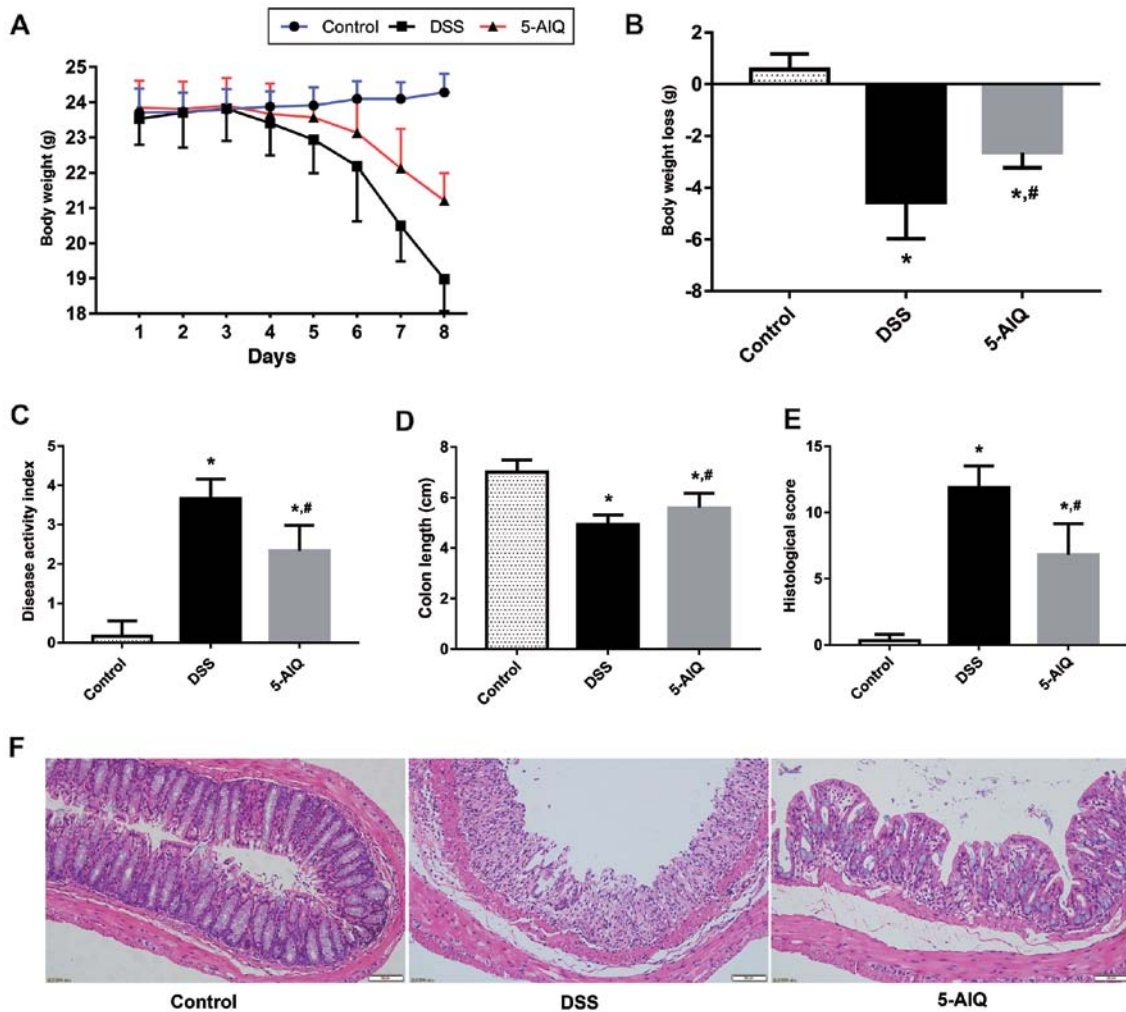 A
Control DSS 5-AIQ
Body weight (g)
25
24
23
22
21
20
19
18
1 2 3 4 5 6 7 8
Days
B
Body weight loss (g)
2
0
-2
-4
-6
-8
*
*,#
Control DSS 5-AIQ
C
Disease activity index
5
4
3
2
1
0
*
*,#
Control DSS 5-AIQ
D
Colon length (cm)
8
6
4
2
0
*
*,#
Control DSS 5-AIQ
E
Histological score
15
10
5
0
*
*,#
Control DSS 5-AIQ
F
Control DSS 5-AIQ